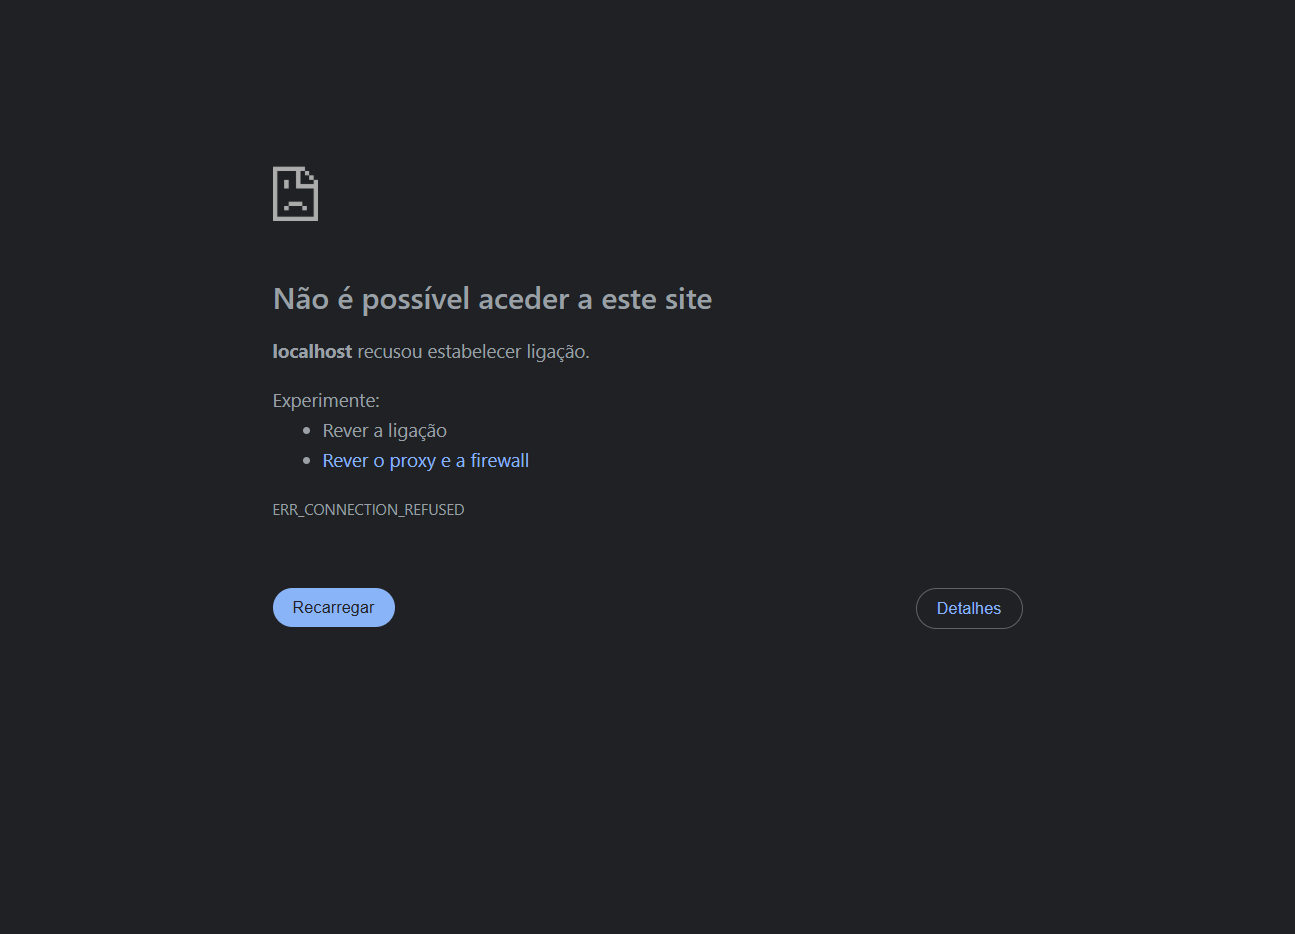 Não é possível aceder a este site
localhost recusou estabelecer ligação.
Experimente:
Rever a ligação
Rever o proxy e a firewall
ERR_CONNECTION_REFUSED
Recarregar
Detalhes